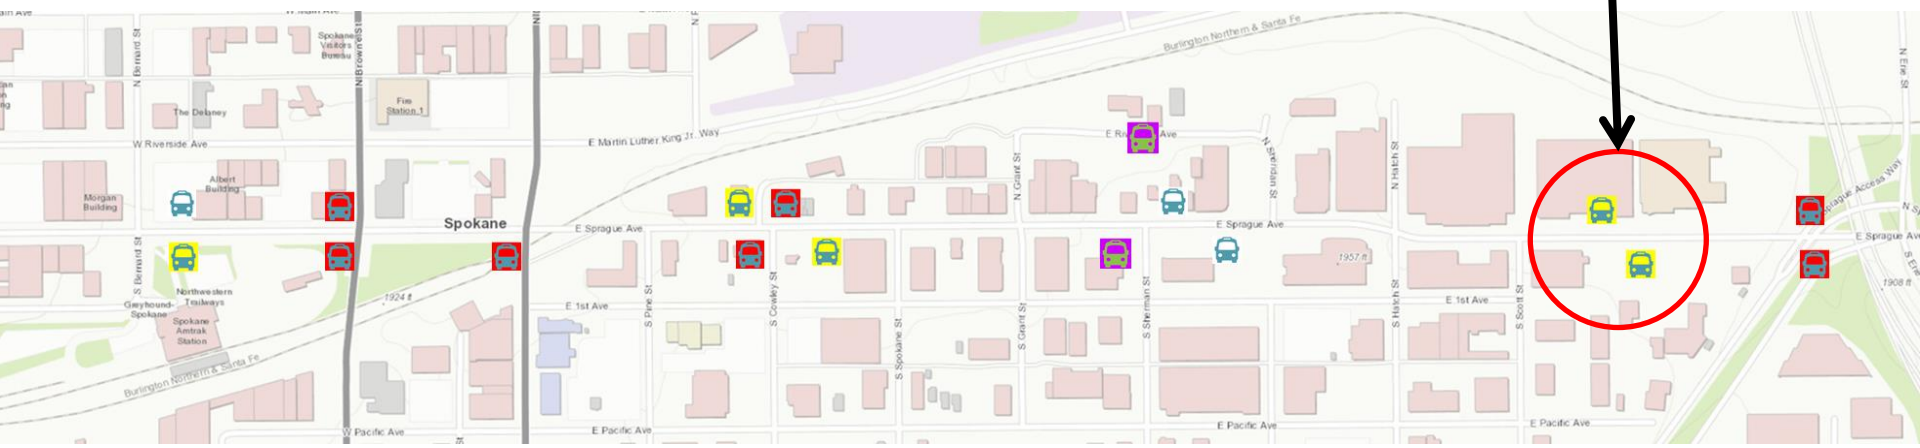 W Main Ave
N Bernard St
Spokane
Visitors
Bureau
N Browne St
Burlington Northern & Santa Fe
N Erie St
The Delaney
Fire
Station 1
W Riverside Ave
E Martin Luther King Jr. Way
Ave
N Grant St
N Sheridan St
N Hatch St
Albert
Building
Morgan
Building
Sprague Access Way
Spokane
E Sprague Ave
E Sprague Ave
E Sprague Ave
S Bernard St
1957 ft
Northwestern
Trailways
Greyhound-
Spokane
1924 ft
1908 ft
Spokane
Amtrak
Station
E 1st Ave
E 1st Ave
S Pine St
S Cowley St
S Spokane St
S Grant St
S Sherman St
S Hatch St
S Scott St
Burlington Northern & Santa Fe
W Pacific Ave
E Pacific Ave
E Pacific Ave
E Pacific Ave